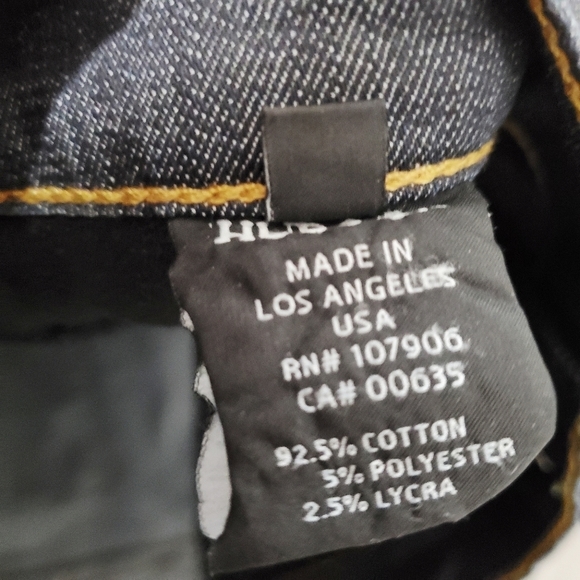 MADE IN
LOS ANGELES
USA
RN# 107906
CA# 00635
92.5% COTTON
5% POLYESTER
2.5% LYCRA